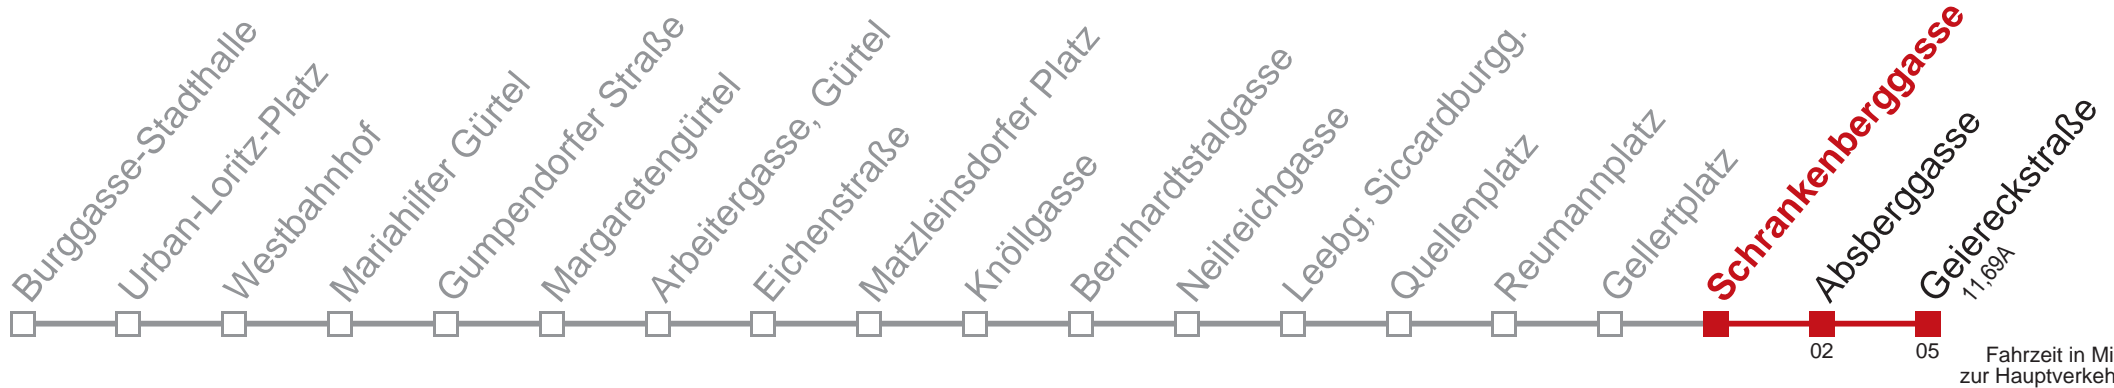 Burggasse-Stadthalle
Urban-Loritz-Platz
Westbahnhof
Mariahilfer Gürtel
Gumpendorfer Straße
Margaretengürtel
Arbeitergasse, Gürtel
Eichenstraße
Matzleinsdorfer Platz
Knöllgasse
Bernhardtstalgasse
Neilreichgasse
Leebg; Siccardburgg.
Quellenplatz
Reumannplatz
Gellertplatz
Schrankenberggasse
Absberggasse
Geiereckstraße
11,69A
02
05
Fahrzeit in Mi
zur Hauptverkeh